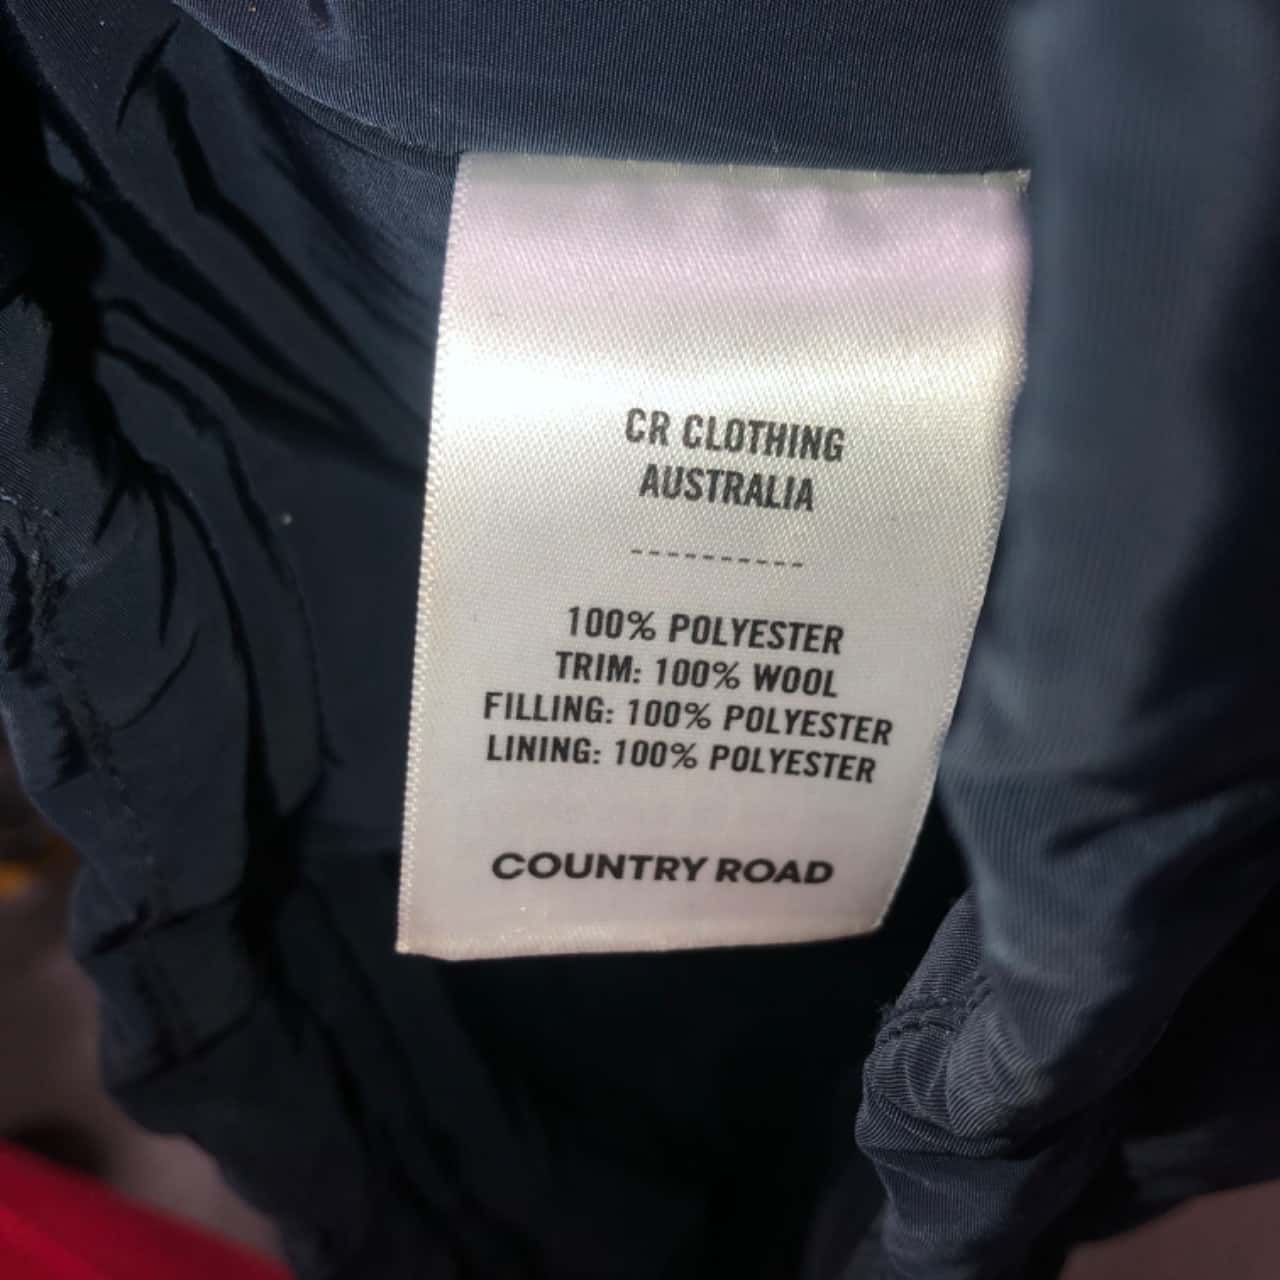 CR CLOTHING
AUSTRALIA
----------
100% POLYESTER
TRIM: 100% WOOL
FILLING: 100% POLYESTER
LINING: 100% POLYESTER
COUNTRY ROAD